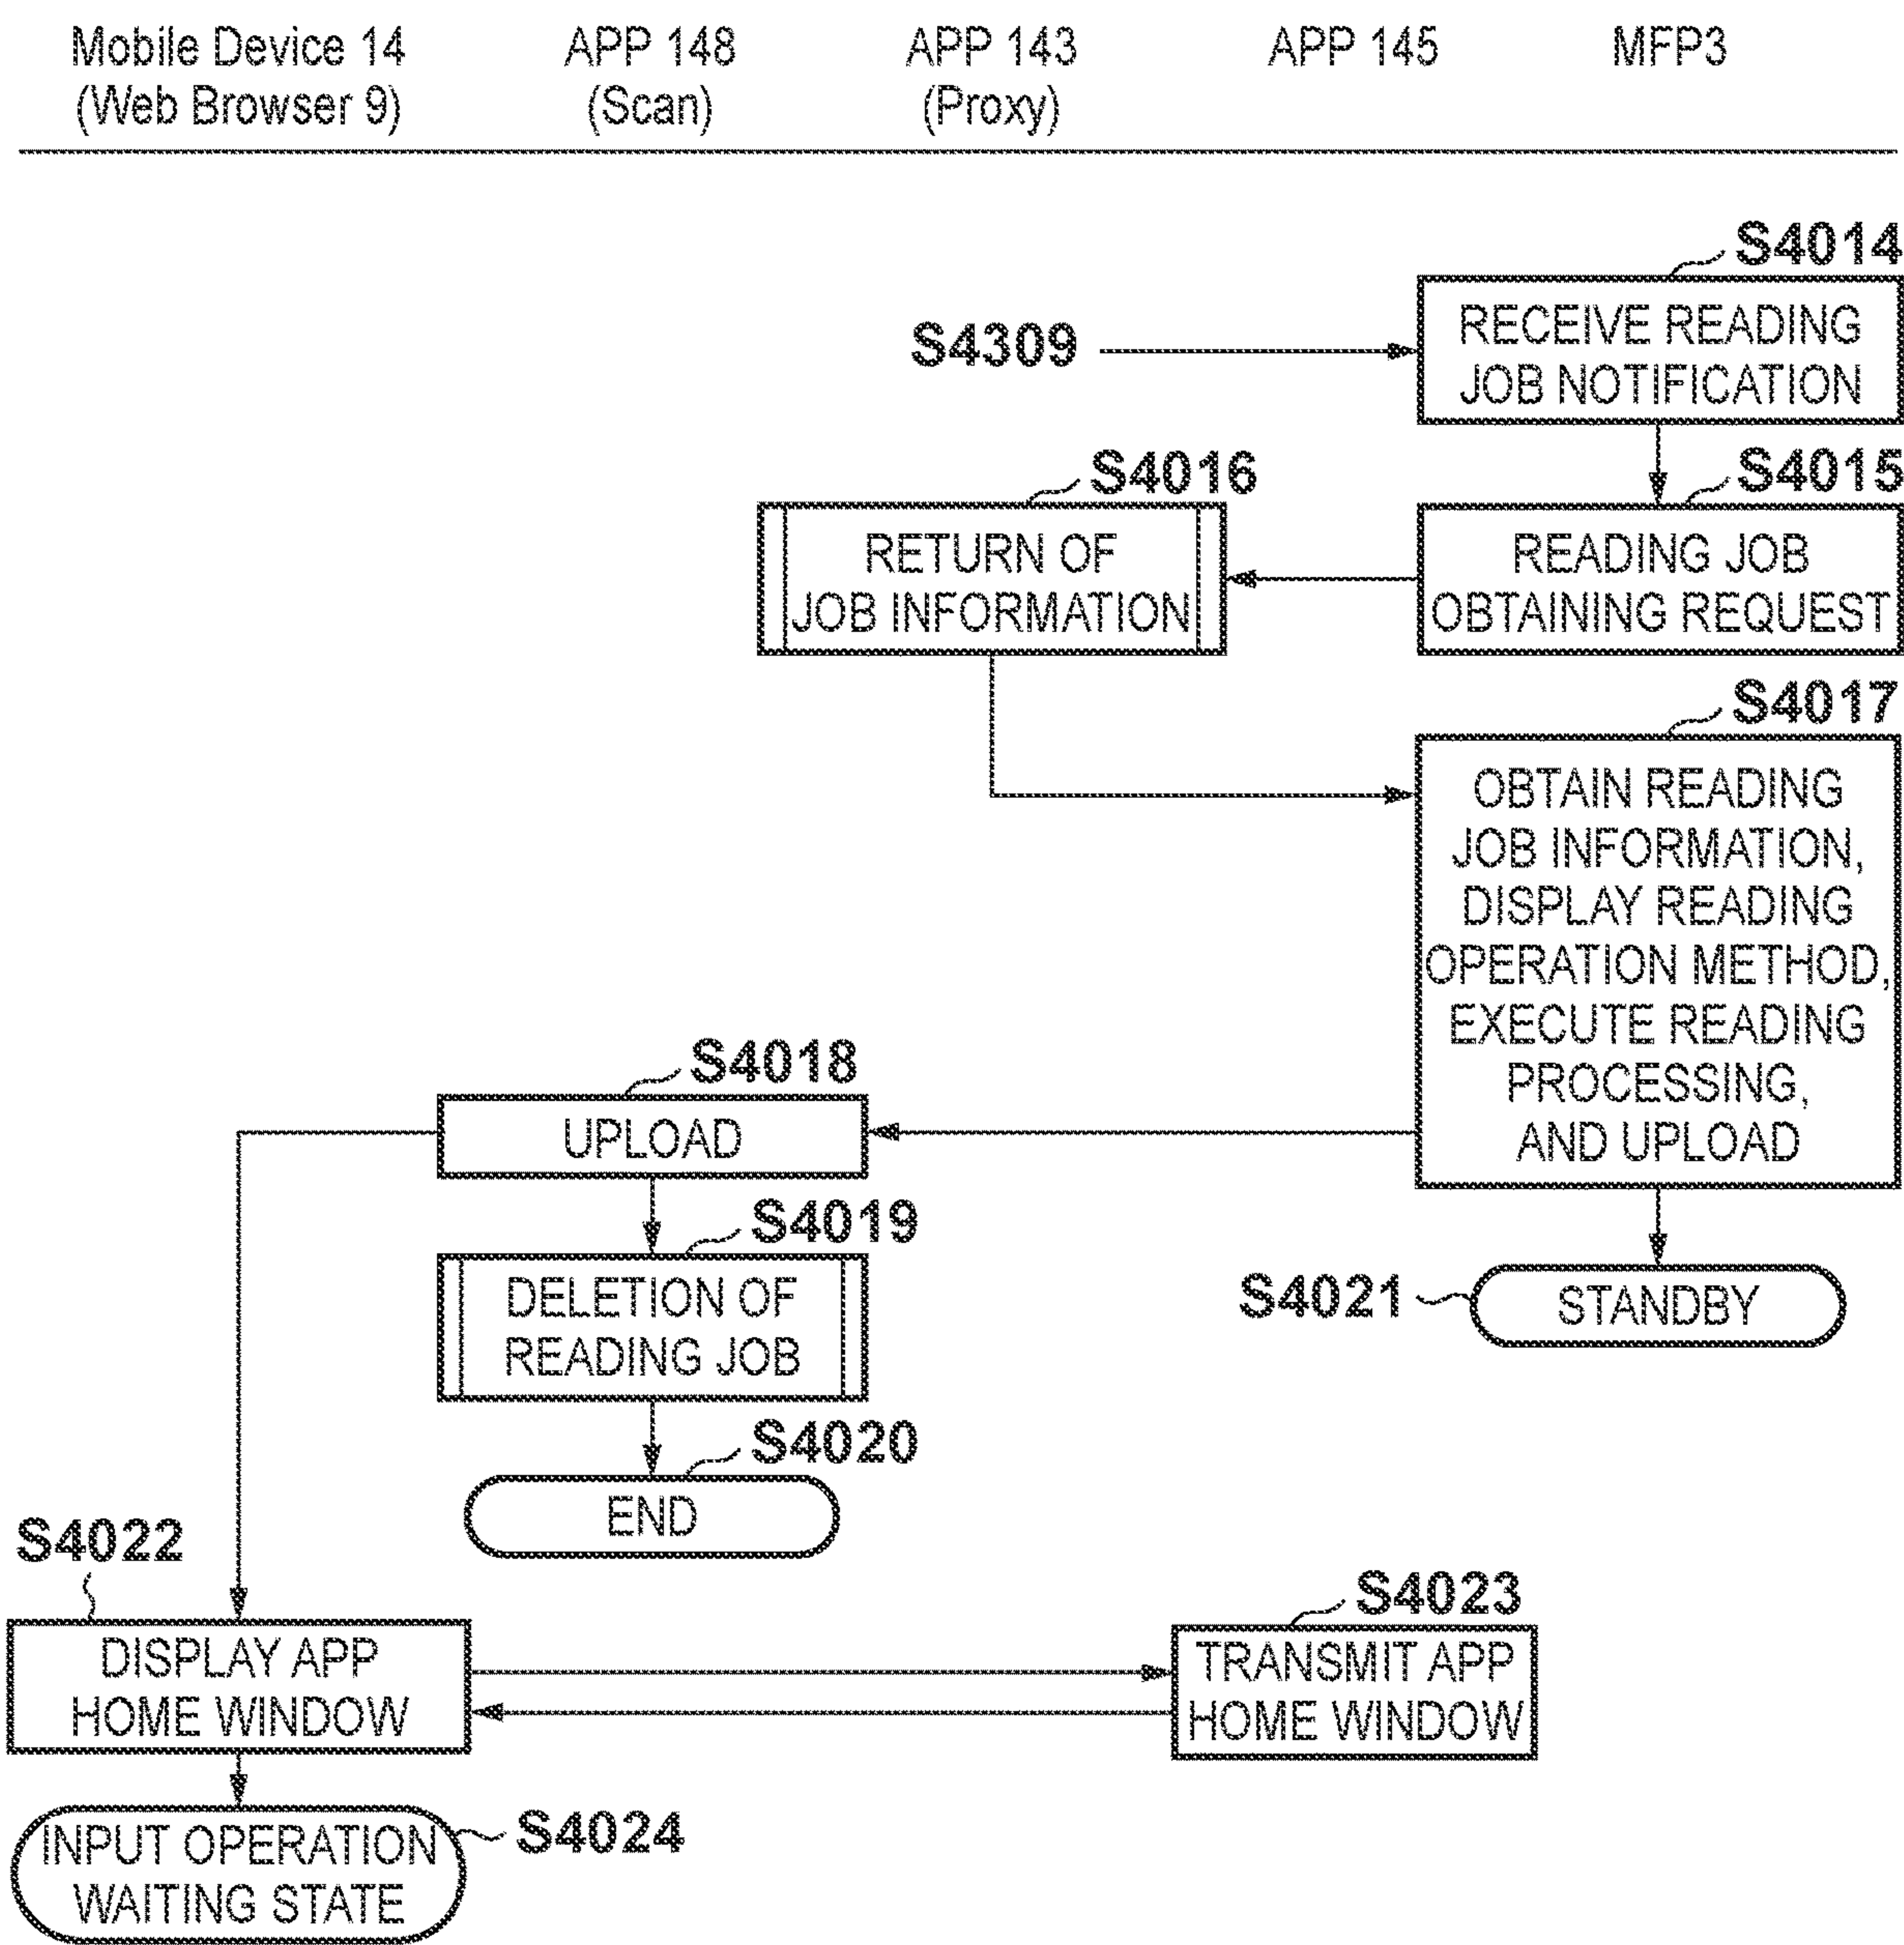 Mobile Device 14
(Web Browser 9)
APP 148
(Scan)
APP 143
(Proxy)
APP 145
MFP3
S4014
RECEIVE READING
JOB NOTIFICATION
S4309
S4015
READING JOB
OBTAINING REQUEST
S4016
RETURN OF
JOB INFORMATION
S4017
OBTAIN READING
JOB INFORMATION,
DISPLAY READING
OPERATION METHOD,
EXECUTE READING
PROCESSING,
AND UPLOAD
S4018
UPLOAD
S4019
DELETION OF
READING JOB
S4021
STANDBY
S4020
END
S4022
DISPLAY APP
HOME WINDOW
S4023
TRANSMIT APP
HOME WINDOW
S4024
INPUT OPERATION
WAITING STATE